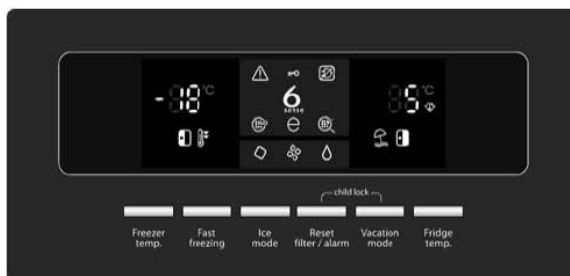 -18°C
6
sense
5°C
child lock
Freezer
temp.
Fast
freezing
Ice
mode
Reset
filter / alarm
Vacation
mode
Fridge
temp.